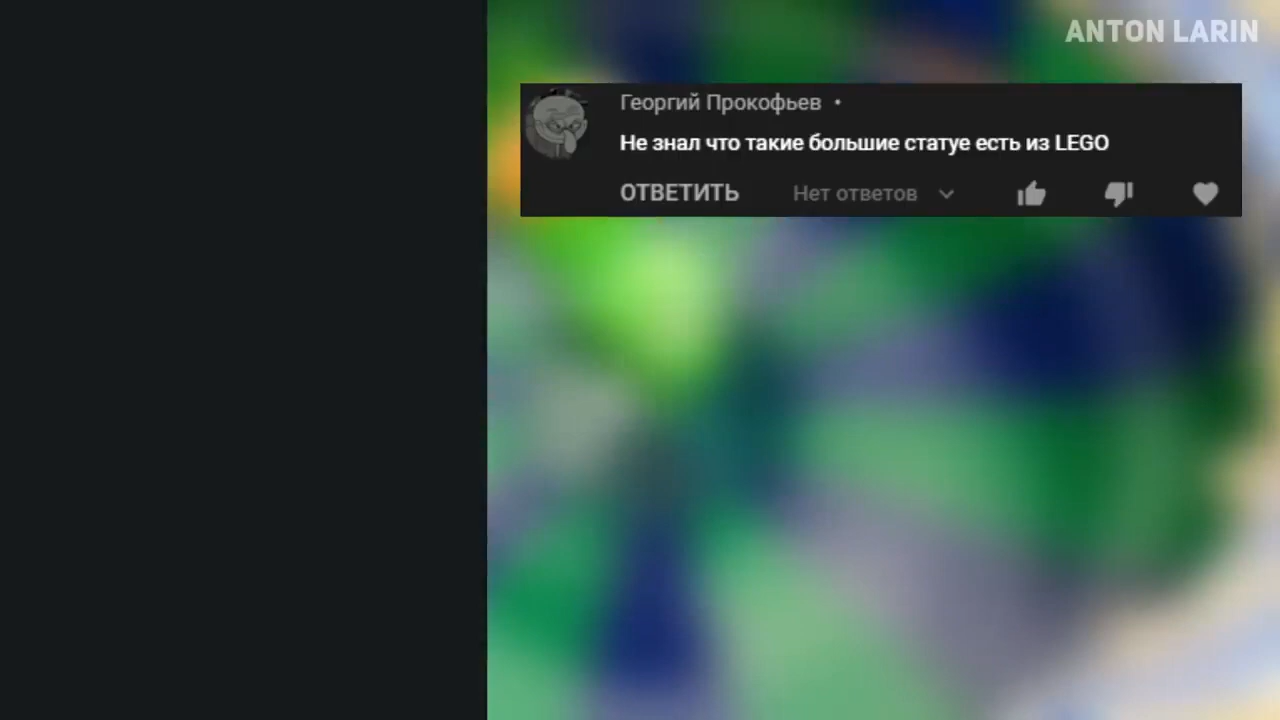 ANTON LARIN
Георгий Прокофьев •
Не знал что такие большие статуе есть из LEGO
ОТВЕТИТЬ Нет ответов